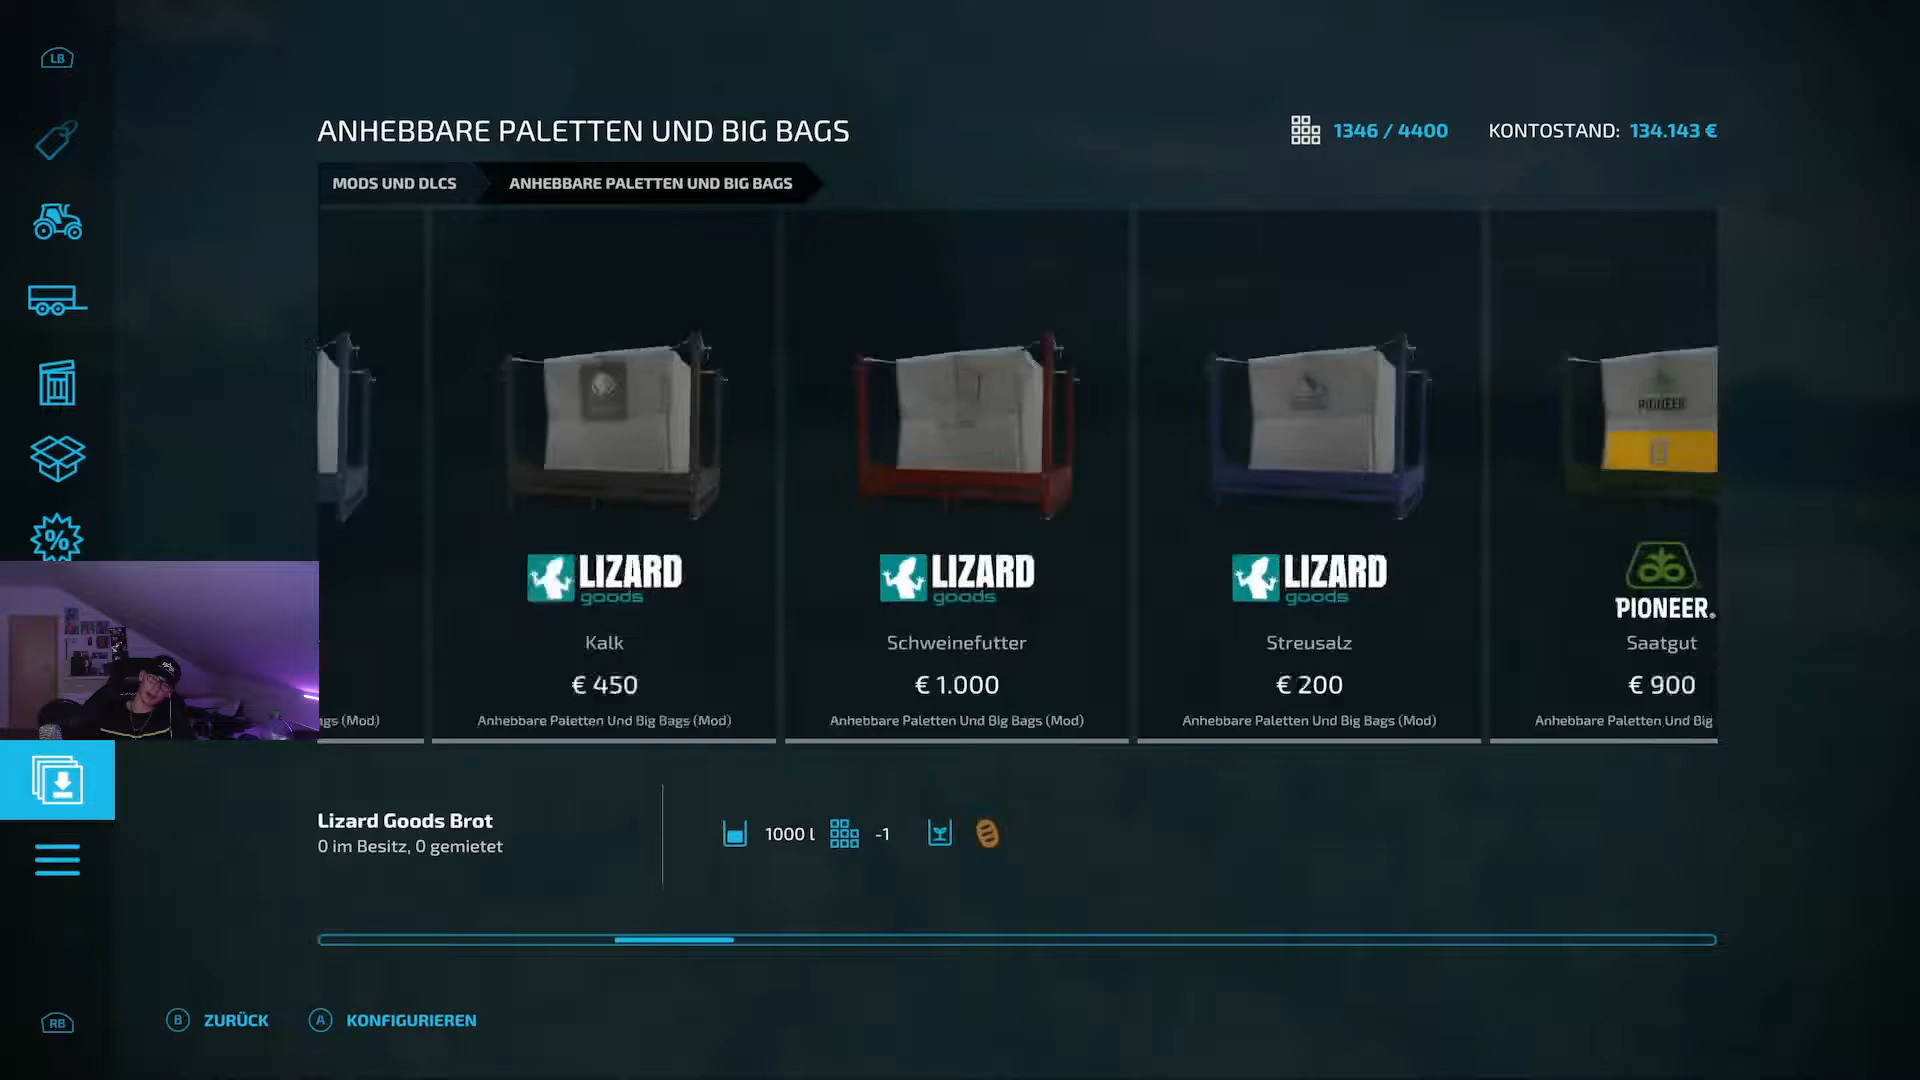 LB
ANHEBBARE PALETTEN UND BIG BAGS
1346 / 4400
KONTOSTAND: 134.143 €
MODS UND DLCS
ANHEBBARE PALETTEN UND BIG BAGS
PIONEER
LIZARD
goods
LIZARD
goods
LIZARD
goods
PIONEER.
Kalk
Schweinefutter
Streusalz
Saatgut
€ 450
€ 1.000
€ 200
€ 900
ngs (Mod)
Anhebbare Paletten Und Big Bags (Mod)
Anhebbare Paletten Und Big Bags (Mod)
Anhebbare Paletten Und Big Bags (Mod)
Anhebbare Paletten Und Big
Lizard Goods Brot
0 im Besitz, 0 gemietet
1000 l
-1
RB
B ZURÜCK
A KONFIGURIEREN